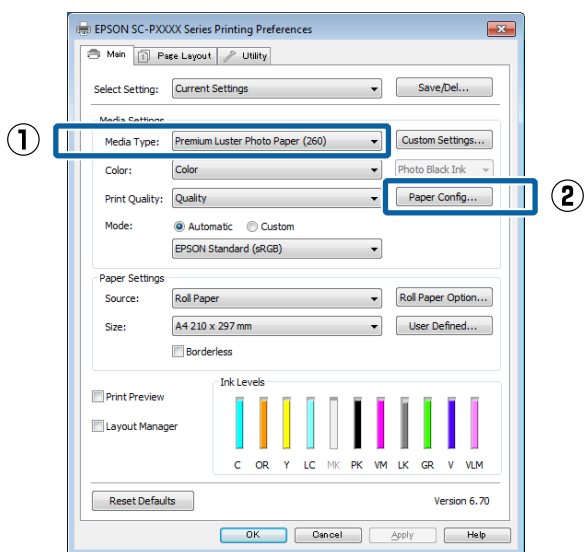 EPSON SC-PXXXX Series Printing Preferences
Main Page Layout Utility
Select Setting: Current Settings Save/Del...
Media Settings
① Media Type: Premium Luster Photo Paper (260) Custom Settings...
Color: Color Photo Black Ink
Print Quality: Quality Paper Config... ②
Mode: Automatic Custom
EPSON Standard (sRGB)
Paper Settings
Source: Roll Paper Roll Paper Option...
Size: A4 210 x 297 mm User Defined...
Borderless
Ink Levels
Print Preview
Layout Manager
C OR Y LC MK PK VM LK GR V VLM
Reset Defaults Version 6.70
OK Cancel Apply Help